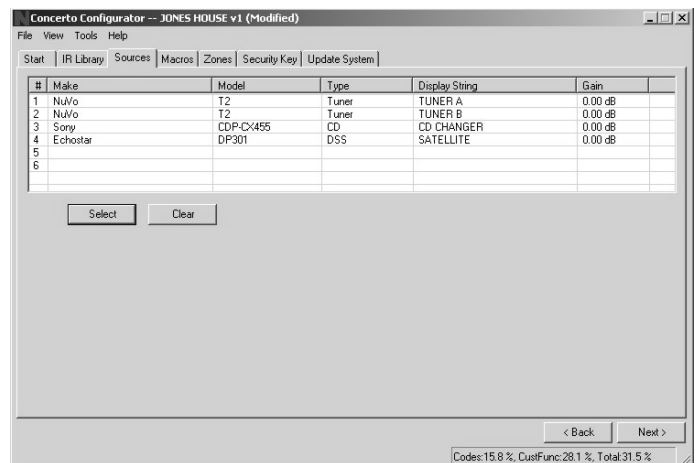 Concerto Configurator -- JONES HOUSE v1 (Modified)
File View Tools Help
Start IR Library Sources Macros Zones Security Key Update System
# Make Model Type Display String Gain
1 NuVo T2 Tuner TUNER A 0.00 dB
2 NuVo T2 Tuner TUNER B 0.00 dB
3 Sony CDP-CX455 CD CD CHANGER 0.00 dB
4 Echostar DP301 DSS SATELLITE 0.00 dB
5
6
Select Clear
< Back Next >
Codes:15.8 %, CustFunc:28.1 %, Total:31.5 %